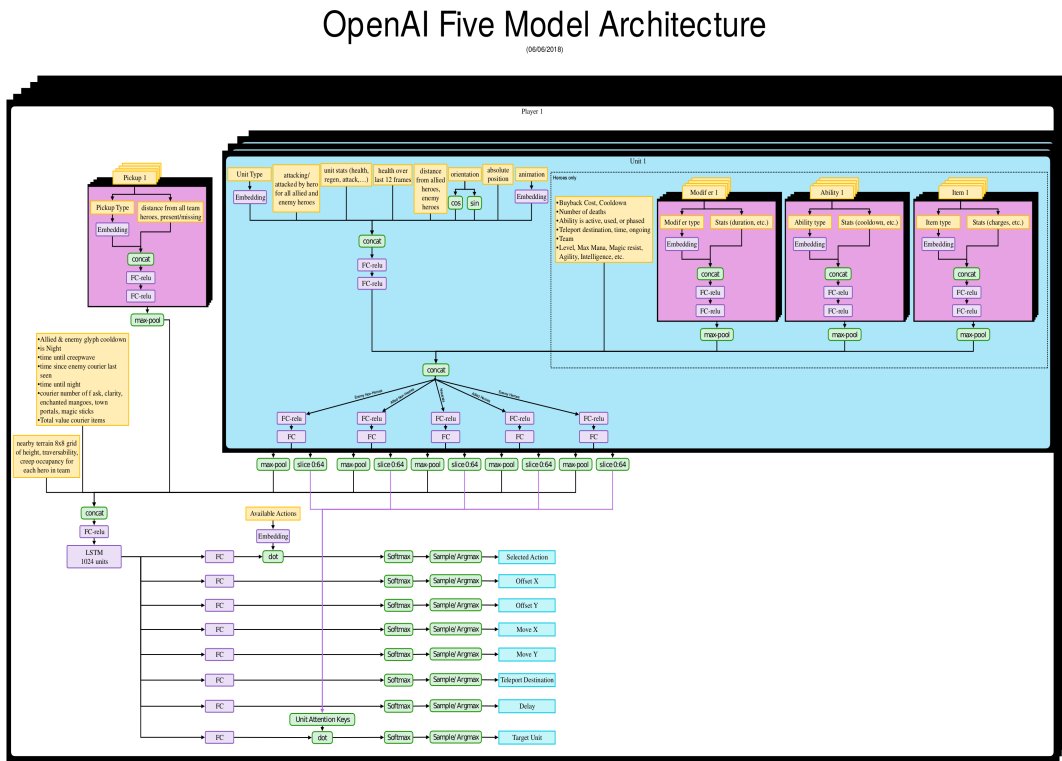 OpenAI Five Model Architecture
(06/06/2018)
Player 1
Unit 1
Pickup 1
Pickup Type
distance from all team
heroes, present/missing
Embedding
concat
FC-relu
FC-relu
max-pool
Unit Type
Embedding
attacking/
attacked by hero
for all allied and
enemy heroes
unit stats (health,
regen, attack,...)
health over
last 12 frames
distance
from allied
heroes,
enemy
heroes
orientation
cos
sin
absolute
position
animation
Embedding
concat
FC-relu
FC-relu
Heroes only
•Buyback Cost, Cooldown
•Number of deaths
•Ability is active, used, or phased
•Teleport destination, time, ongoing
•Team
•Level, Max Mana, Magic resist,
Agility, Intelligence, etc.
Modif er 1
Modif er type
Stats (duration, etc.)
Embedding
concat
FC-relu
FC-relu
max-pool
Ability 1
Ability type
Stats (cooldown, etc.)
Embedding
concat
FC-relu
FC-relu
max-pool
Item 1
Item type
Stats (charges, etc.)
Embedding
concat
FC-relu
FC-relu
max-pool
concat
Enemy Non-Heroes
Allied Non-Heroes
Allied Heroes
Enemy Heroes
FC-relu
FC-relu
FC-relu
FC-relu
FC-relu
FC
FC
FC
FC
FC
max-pool
slice 0:64
max-pool
slice 0:64
max-pool
slice 0:64
max-pool
slice 0:64
max-pool
slice 0:64
•Allied & enemy glyph cooldown
•is Night
•time until creepwave
•time since enemy courier last
seen
•time until night
•courier number of f ask, clarity,
enchanted mangoes, town
portals, magic sticks
•Total value courier items
nearby terrain 8x8 grid
of height, traversability,
creep occupancy for
each hero in team
concat
FC-relu
LSTM
1024 units
Available Actions
Embedding
FC
dot
Softmax
Sample/ Argmax
Selected Action
FC
Softmax
Sample/ Argmax
Offset X
FC
Softmax
Sample/ Argmax
Offset Y
FC
Softmax
Sample/ Argmax
Move X
FC
Softmax
Sample/ Argmax
Move Y
FC
Softmax
Sample/ Argmax
Teleport Destination
FC
Softmax
Sample/ Argmax
Delay
Unit Attention Keys
FC
dot
Softmax
Sample/ Argmax
Target Unit